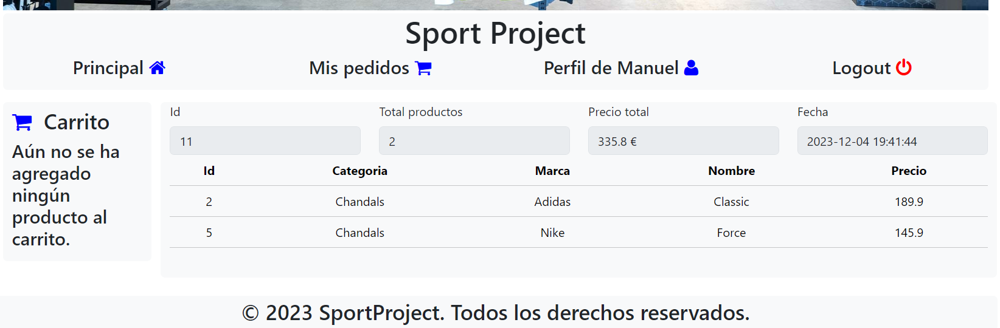 Sport Project
Principal
Mis pedidos
Perfil de Manuel
Logout
Carrito
Aún no se ha
agregado
ningún
producto al
carrito.
Id Total productos Precio total Fecha
11 2 335.8 € 2023-12-04 19:41:44
Id Categoria Marca Nombre Precio
2 Chandals Adidas Classic 189.9
5 Chandals Nike Force 145.9
© 2023 SportProject. Todos los derechos reservados.